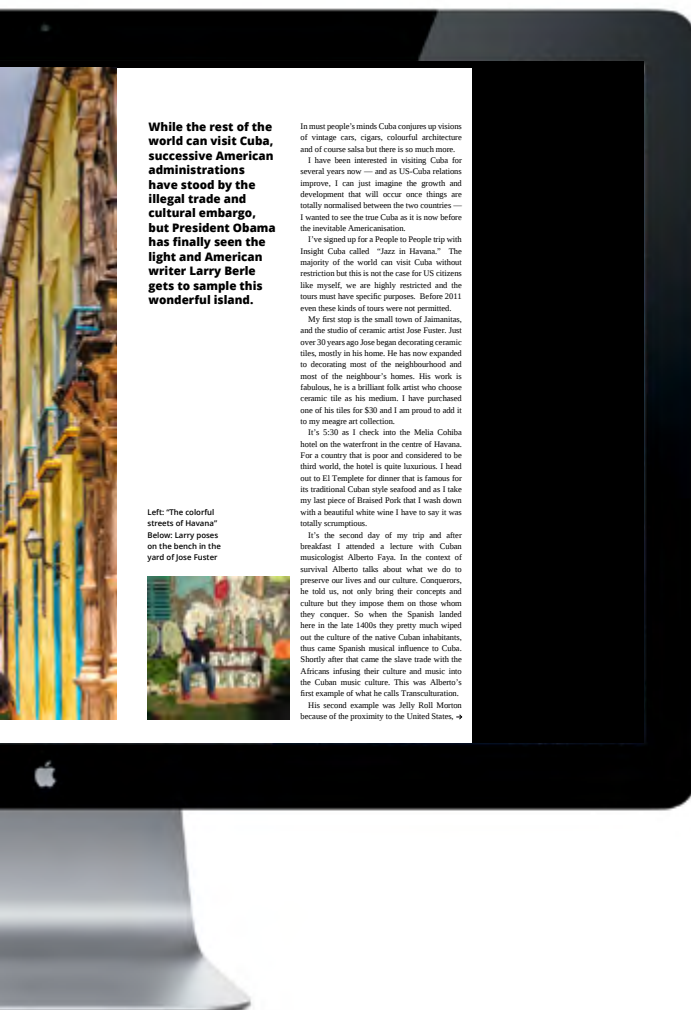 While the rest of the
world can visit Cuba,
successive American
administrations
have stood by the
illegal trade and
cultural embargo,
but President Obama
has finally seen the
light and American
writer Larry Berle
gets to sample this
wonderful island.
Left: “The colorful
streets of Havana”
Below: Larry poses
on the bench in the
yard of Jose Fuster
In must people’s minds Cuba conjures up visions
of vintage cars, cigars, colourful architecture
and of course salsa but there is so much more.
I have been interested in visiting Cuba for
several years now — and as US-Cuba relations
improve, I can just imagine the growth and
development that will occur once things are
totally normalised between the two countries —
I wanted to see the true Cuba as it is now before
the inevitable Americanisation.
I’ve signed up for a People to People trip with
Insight Cuba called “Jazz in Havana.” The
majority of the world can visit Cuba without
restriction but this is not the case for US citizens
like myself, we are highly restricted and the
tours must have specific purposes. Before 2011
even these kinds of tours were not permitted.
My first stop is the small town of Jaimanitas,
and the studio of ceramic artist Jose Fuster. Just
over 30 years ago Jose began decorating ceramic
tiles, mostly in his home. He has now expanded
to decorating most of the neighbourhood and
most of the neighbour’s homes. His work is
fabulous, he is a brilliant folk artist who choose
ceramic tile as his medium. I have purchased
one of his tiles for $30 and I am proud to add it
to my meagre art collection.
It’s 5:30 as I check into the Melia Cohiba
hotel on the waterfront in the centre of Havana.
For a country that is poor and considered to be
third world, the hotel is quite luxurious. I head
out to El Templete for dinner that is famous for
its traditional Cuban style seafood and as I take
my last piece of Braised Pork that I wash down
with a beautiful white wine I have to say it was
totally scrumptious.
It’s the second day of my trip and after
breakfast I attended a lecture with Cuban
musicologist Alberto Faya. In the context of
survival Alberto talks about what we do to
preserve our lives and our culture. Conquerors,
he told us, not only bring their concepts and
culture but they impose them on those whom
they conquer. So when the Spanish landed
here in the late 1400s they pretty much wiped
out the culture of the native Cuban inhabitants,
thus came Spanish musical influence to Cuba.
Shortly after that came the slave trade with the
Africans infusing their culture and music into
the Cuban music culture. This was Alberto’s
first example of what he calls Transculturation.
His second example was Jelly Roll Morton
because of the proximity to the United States, ➔